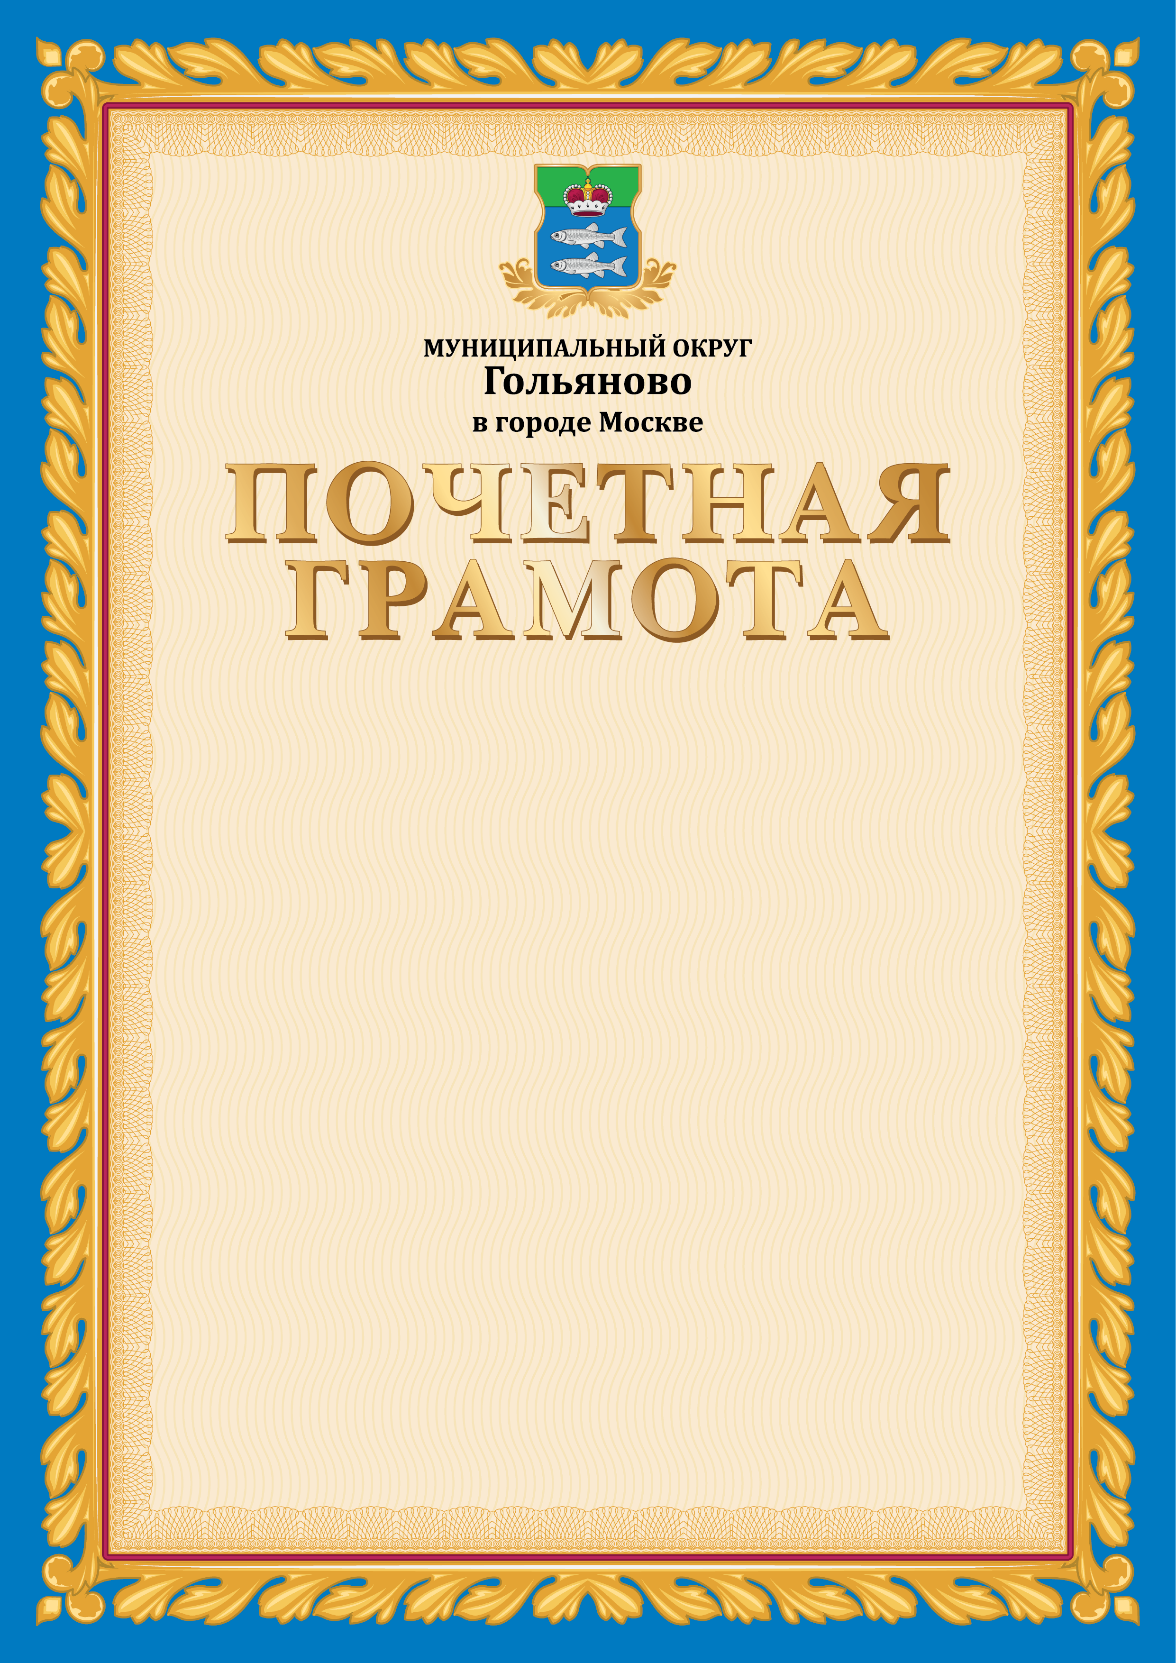 МУНИЦИПАЛЬНЫЙ ОКРУГ
Гольяново
в городе Москве
ПОЧЕТНАЯ
ГРАМОТА